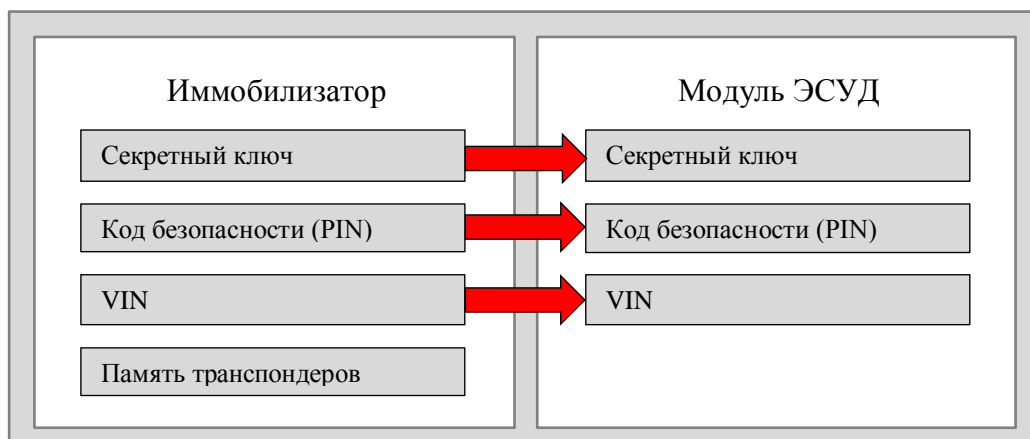 Иммобилизатор
Секретный ключ
Код безопасности (PIN)
VIN
Память транспондеров
Модуль ЭСУД
Секретный ключ
Код безопасности (PIN)
VIN